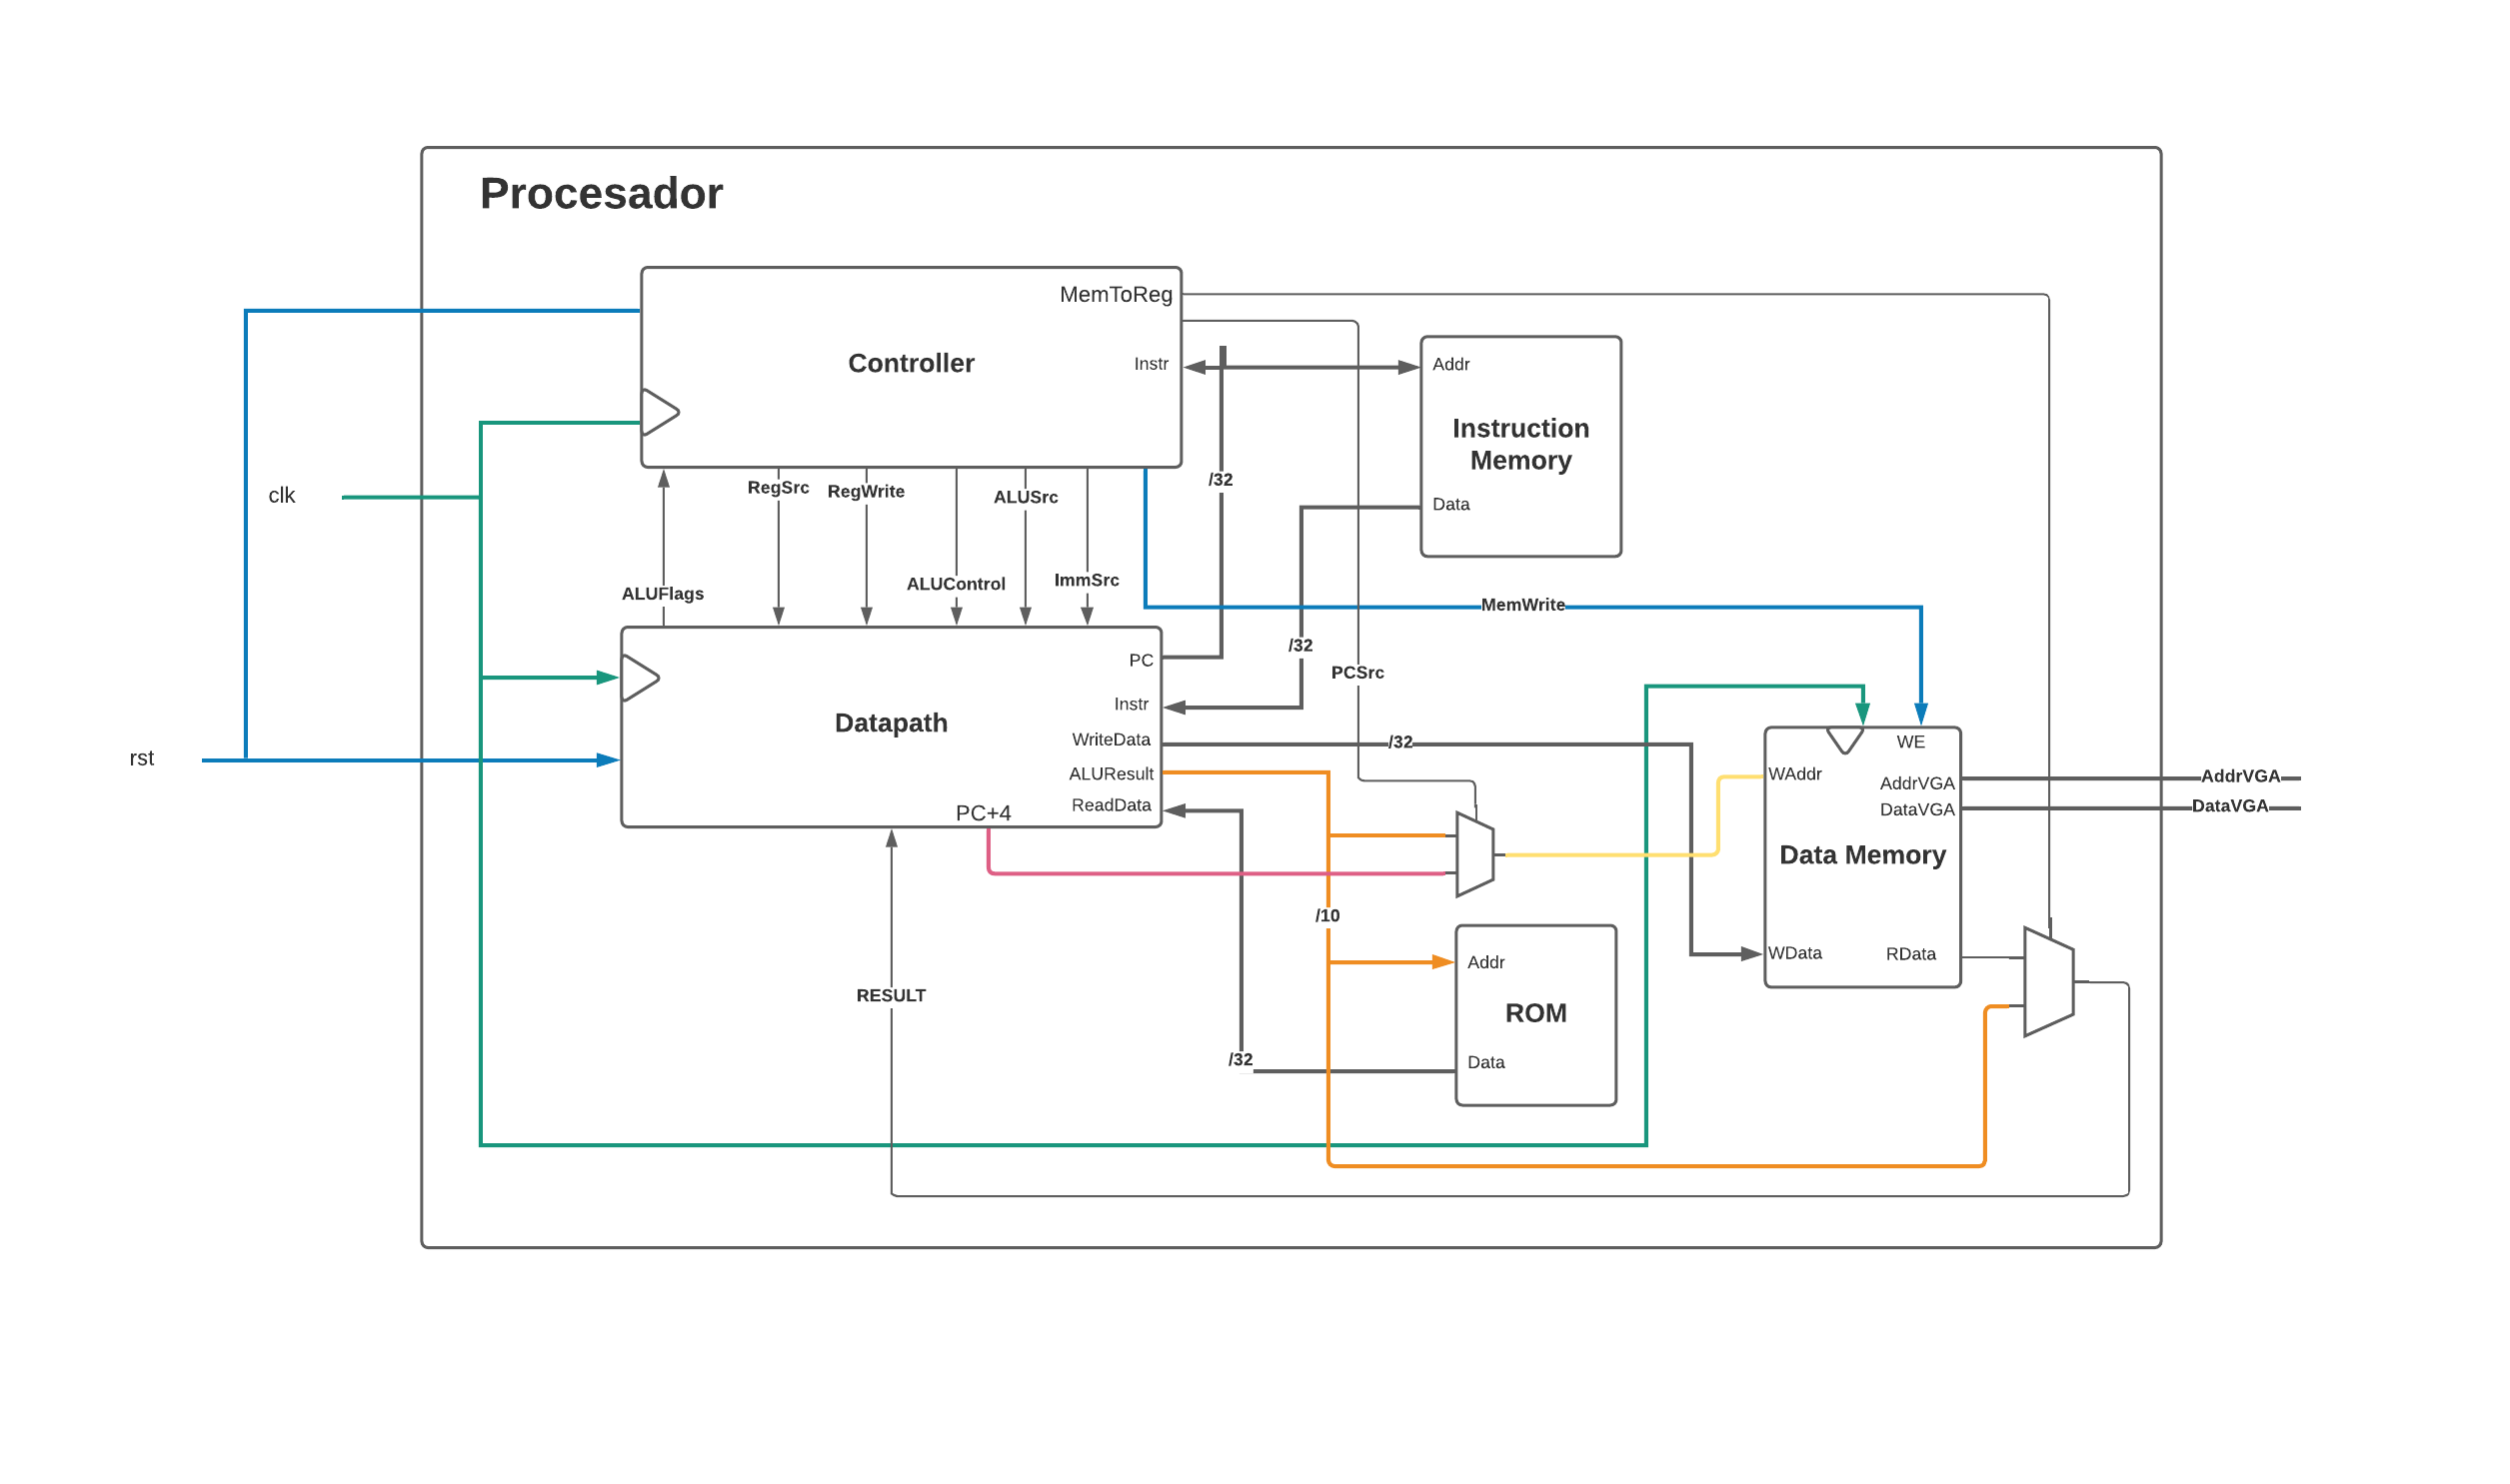 Procesador
MemToReg
Controller
Instr
Addr
Instruction
Memory
Data
clk
/32
RegSrc
RegWrite
ALUSrc
ALUControl
ImmSrc
ALUFlags
MemWrite
/32
PCSrc
PC
Instr
Datapath
WriteData
/32
ALUResult
ReadData
PC+4
rst
WE
WAddr
AddrVGA
AddrVGA
DataVGA
DataVGA
Data Memory
/10
WData
RData
Addr
RESULT
ROM
/32
Data